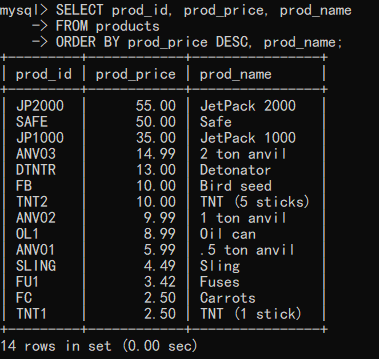 mysql> SELECT prod_id, prod_price, prod_name
    -> FROM products
    -> ORDER BY prod_price DESC, prod_name;
+---------+------------+----------------+
| prod_id | prod_price | prod_name      |
+---------+------------+----------------+
| JP2000  |      55.00 | JetPack 2000   |
| SAFE    |      50.00 | Safe           |
| JP1000  |      35.00 | JetPack 1000   |
| ANV03   |      14.99 | 2 ton anvil    |
| DTNTR   |      13.00 | Detonator      |
| FB      |      10.00 | Bird seed      |
| TNT2    |      10.00 | TNT (5 sticks) |
| ANV02   |       9.99 | 1 ton anvil    |
| OL1     |       8.99 | Oil can        |
| ANV01   |       5.99 | .5 ton anvil   |
| SLING   |       4.49 | Sling          |
| FU1     |       3.42 | Fuses          |
| FC      |       2.50 | Carrots        |
| TNT1    |       2.50 | TNT (1 stick)  |
+---------+------------+----------------+
14 rows in set (0.00 sec)